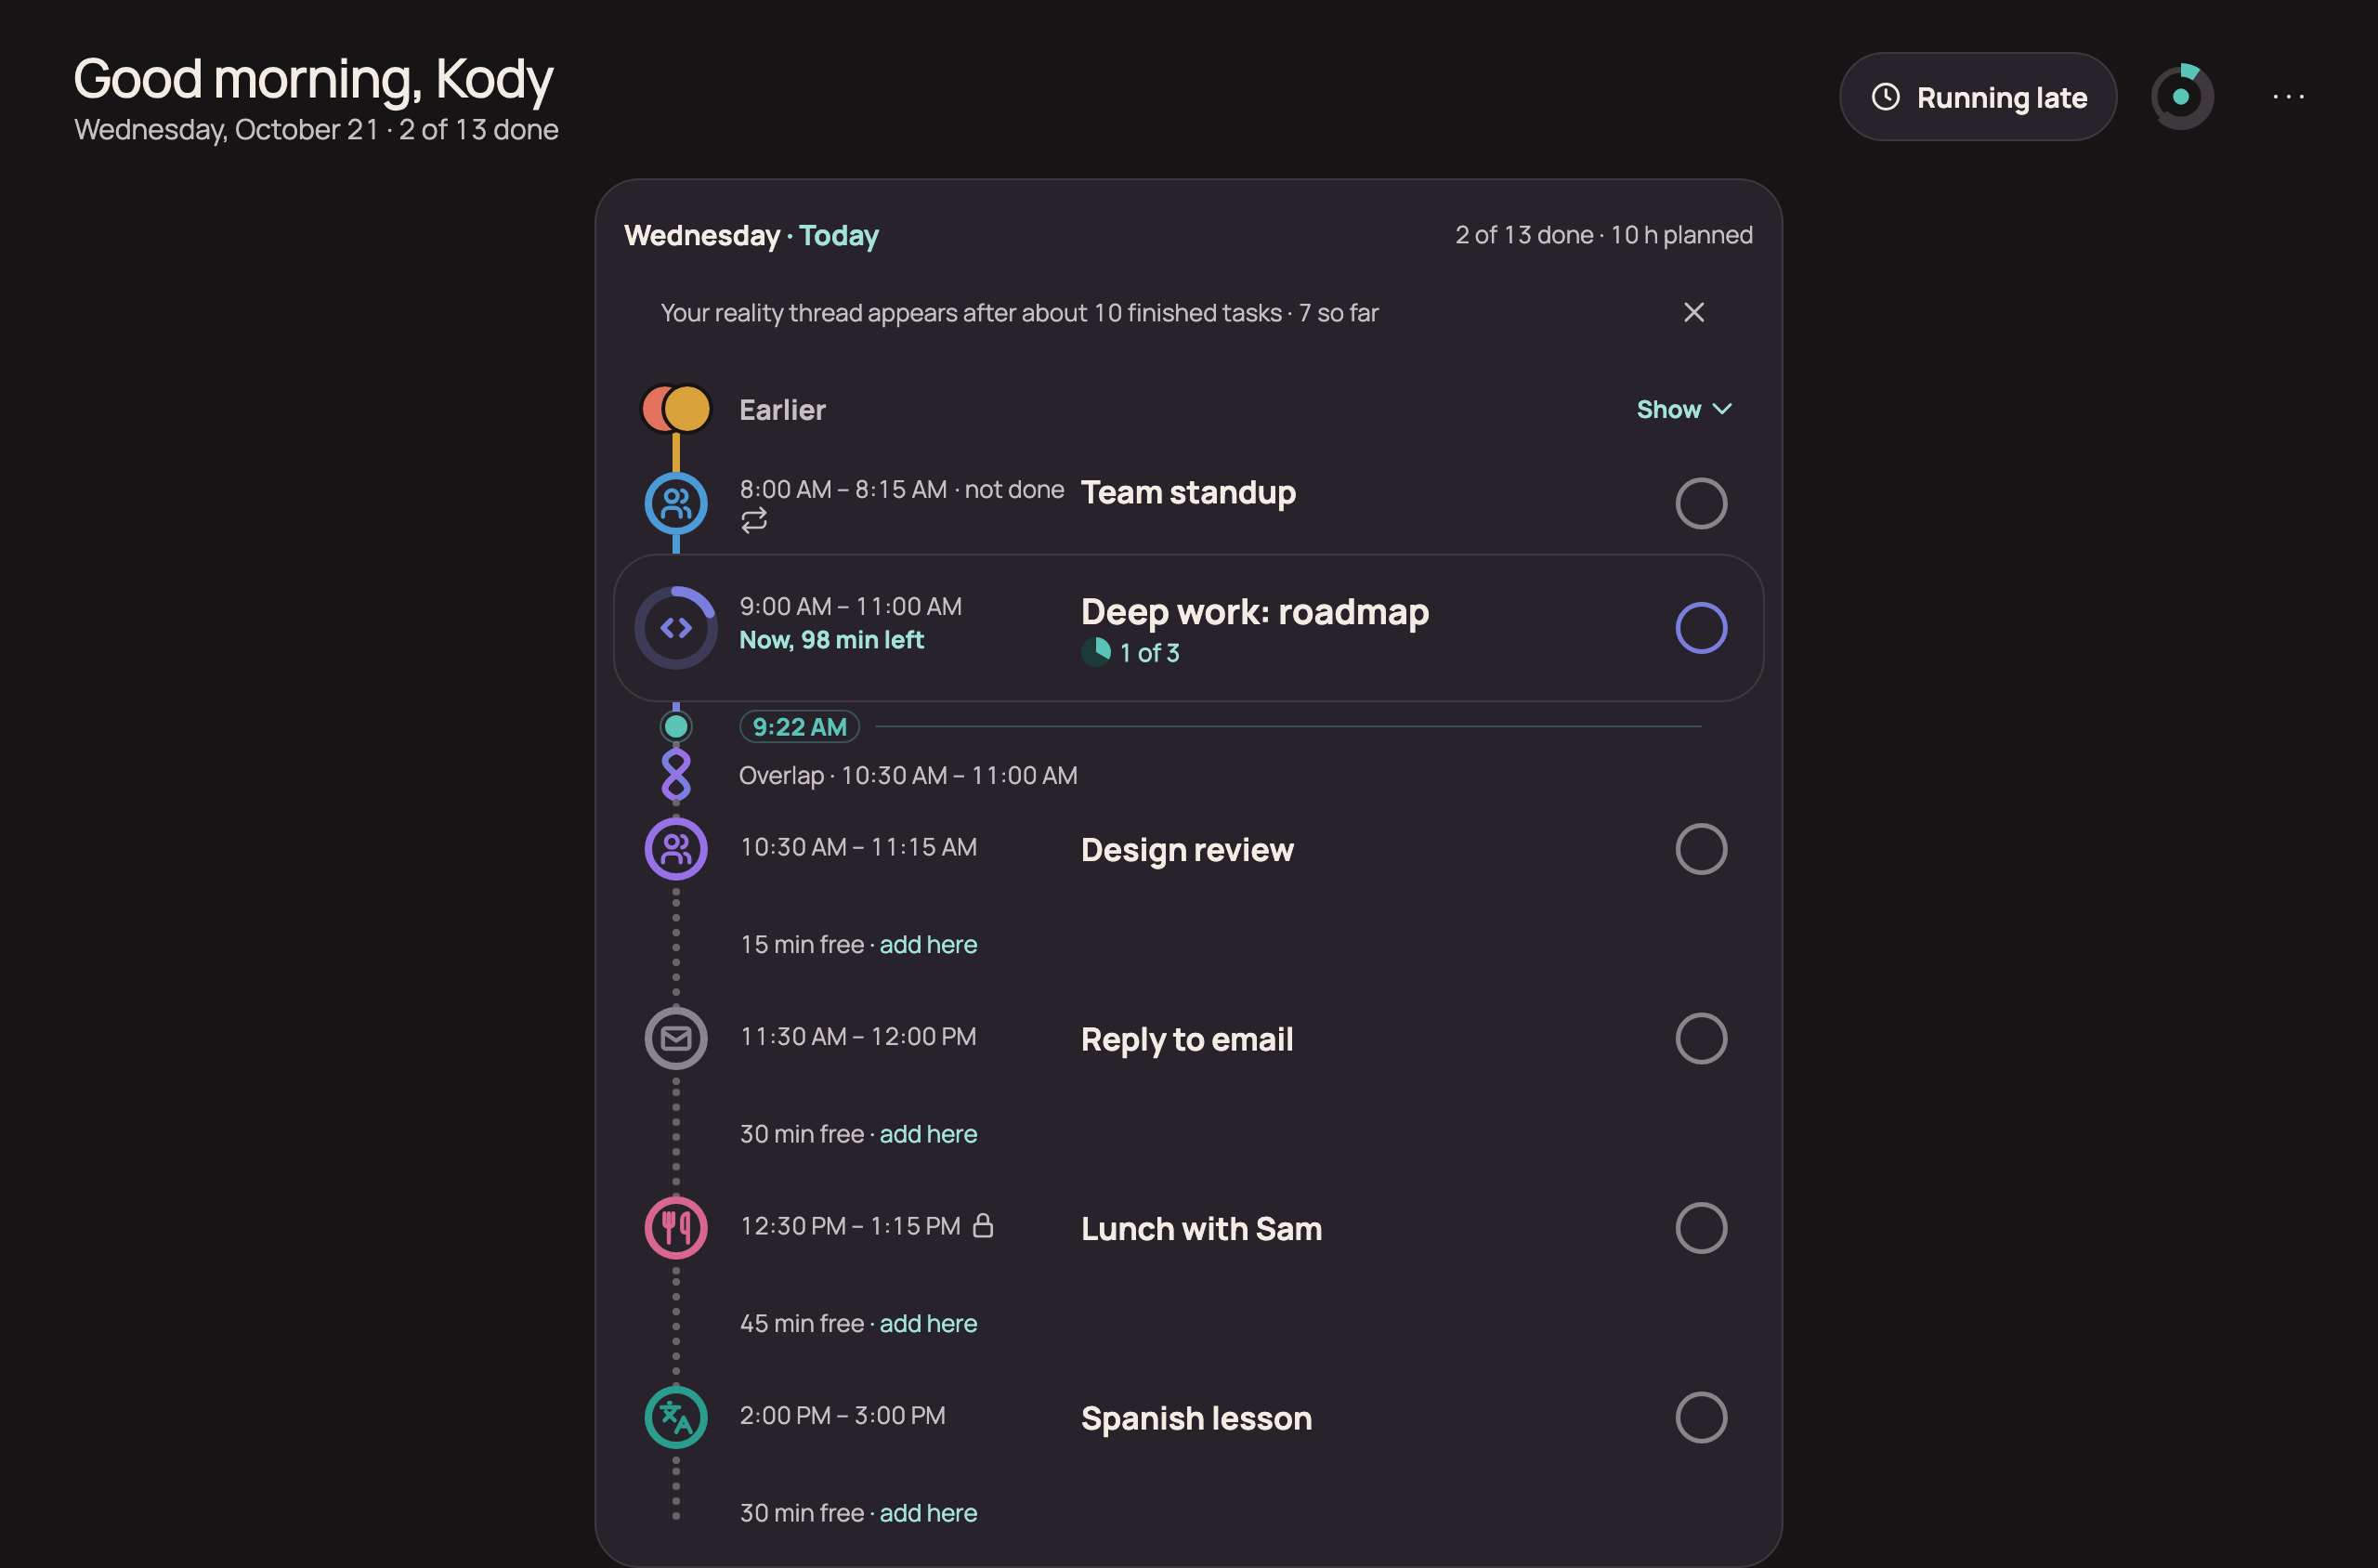 Good morning, Kody
Wednesday, October 21 · 2 of 13 done
Running late
Wednesday · Today
2 of 13 done · 10 h planned
Your reality thread appears after about 10 finished tasks · 7 so far
Earlier
Show
8:00 AM – 8:15 AM · not done
Team standup
9:00 AM – 11:00 AM
Deep work: roadmap
Now, 98 min left
1 of 3
9:22 AM
Overlap · 10:30 AM – 11:00 AM
10:30 AM – 11:15 AM
Design review
15 min free · add here
11:30 AM – 12:00 PM
Reply to email
30 min free · add here
12:30 PM – 1:15 PM
Lunch with Sam
45 min free · add here
2:00 PM – 3:00 PM
Spanish lesson
30 min free · add here